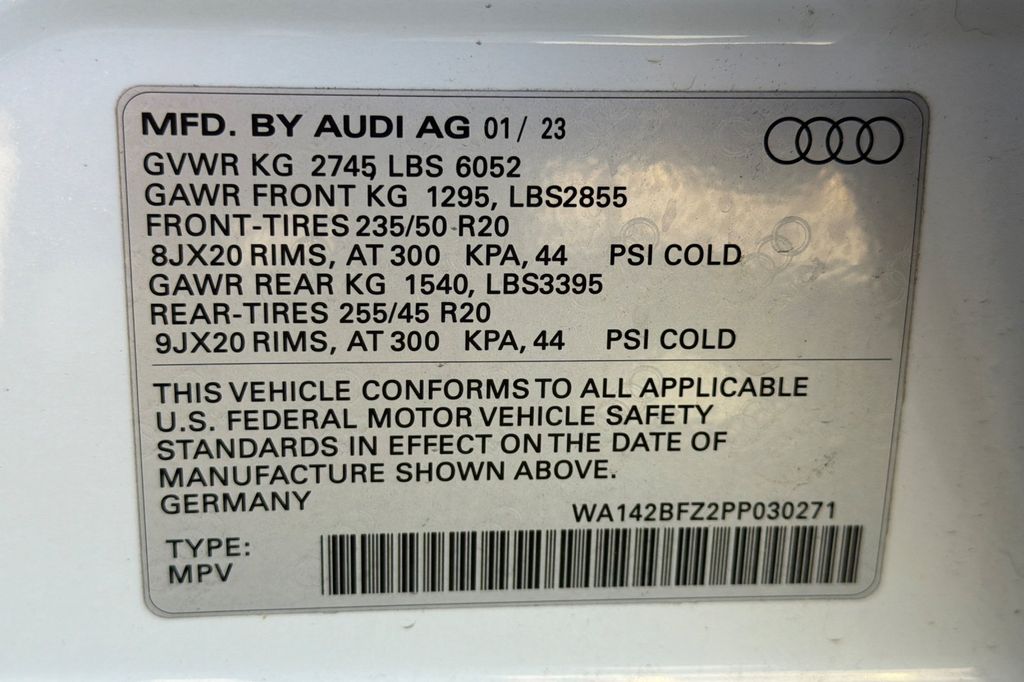 MFD. BY AUDI AG 01/ 23
GVWR KG 2745 LBS 6052
GAWR FRONT KG 1295, LBS2855
FRONT-TIRES 235/50 R20
8JX20 RIMS, AT 300 KPA, 44 PSI COLD
GAWR REAR KG 1540, LBS3395
REAR-TIRES 255/45 R20
9JX20 RIMS, AT 300 KPA, 44 PSI COLD
THIS VEHICLE CONFORMS TO ALL APPLICABLE
U.S. FEDERAL MOTOR VEHICLE SAFETY
STANDARDS IN EFFECT ON THE DATE OF
MANUFACTURE SHOWN ABOVE.
GERMANY
WA142BFZ2PP030271
TYPE:
MPV